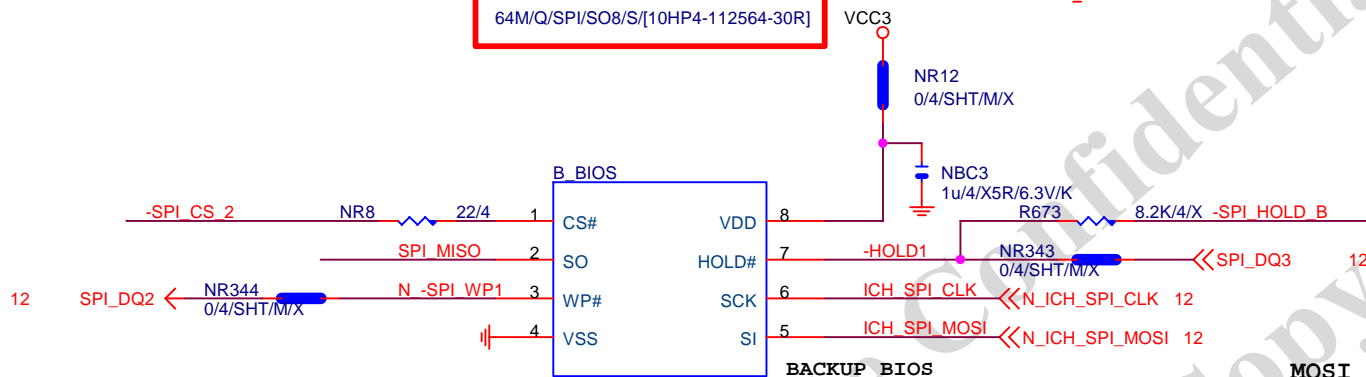 64M/Q/SPI/SO8/S/[10HP4-112564-30R]
VCC3
NR12
0/4/SHT/M/X
NBC3
1u/4/X5R/6.3V/K
B_BIOS
-SPI_CS_2 NR8 22/4 1 CS# VDD 8
R673 8.2K/4/X -SPI_HOLD_B
SPI_MISO 2 SO HOLD# 7 -HOLD1 NR343 0/4/SHT/M/X SPI_DQ3 12
12 SPI_DQ2 NR344 0/4/SHT/M/X N_-SPI_WP1 3 WP# SCK 6 ICH_SPI_CLK N_ICH_SPI_CLK 12
4 VSS SI 5 ICH_SPI_MOSI N_ICH_SPI_MOSI 12
BACKUP BIOS
MOSI
Confidential
Copy